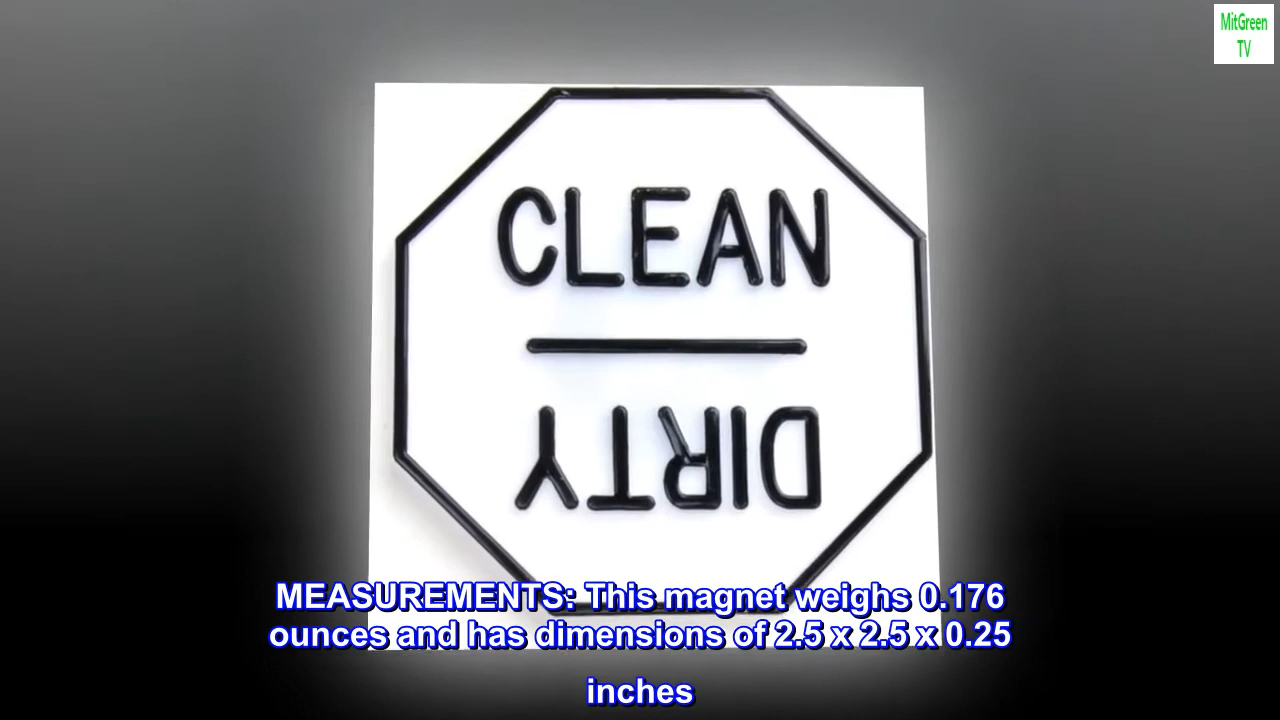 MitGreen
TV
CLEAN
DIRTY
MEASUREMENTS: This magnet weighs 0.176
ounces and has dimensions of 2.5 x 2.5 x 0.25
inches